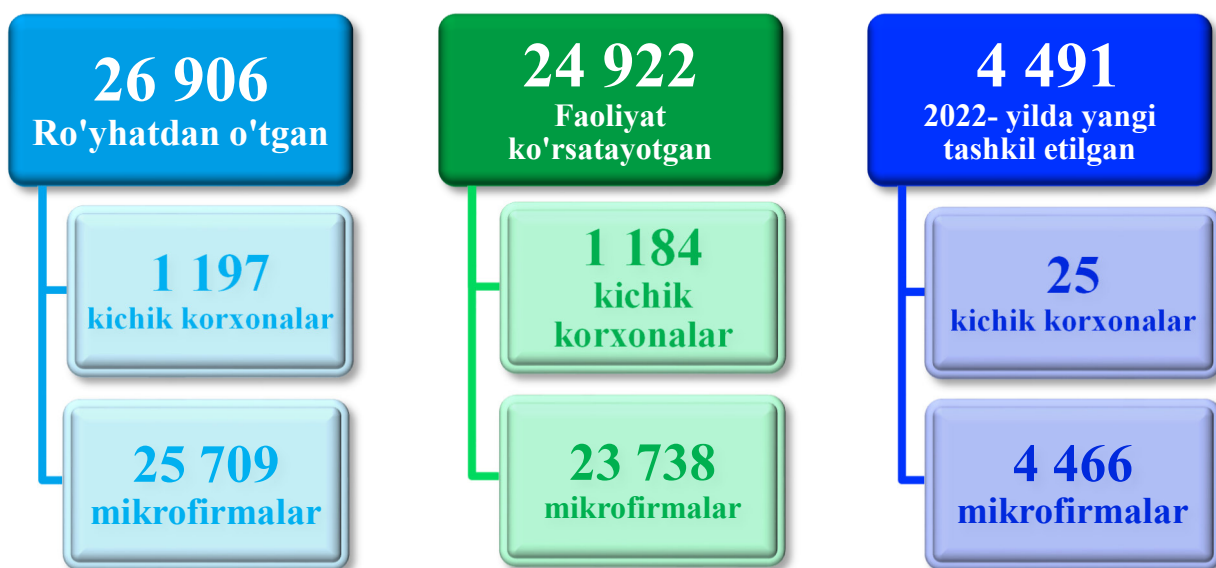 26 906
Ro'yhatdan o'tgan
1 197
kichik korxonalar
25 709
mikrofirmalar
24 922
Faoliyat
ko'rsatayotgan
1 184
kichik
korxonalar
23 738
mikrofirmalar
4 491
2022- yilda yangi
tashkil etilgan
25
kichik korxonalar
4 466
mikrofirmalar